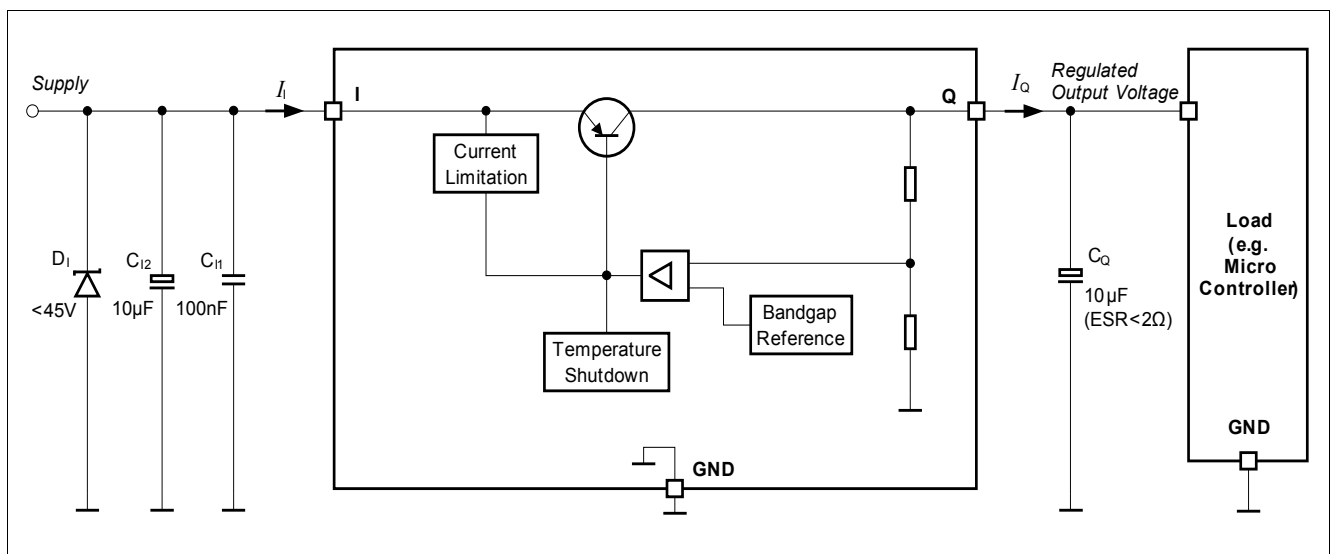 Supply
I_I
I
Q
I_Q
Regulated
Output Voltage
Current
Limitation
Load
(e.g.
Micro
Controller)
D_I
<45V
C_I2
10µF
C_I1
100nF
Bandgap
Reference
Temperature
Shutdown
C_Q
10µF
(ESR<2Ω)
GND
GND